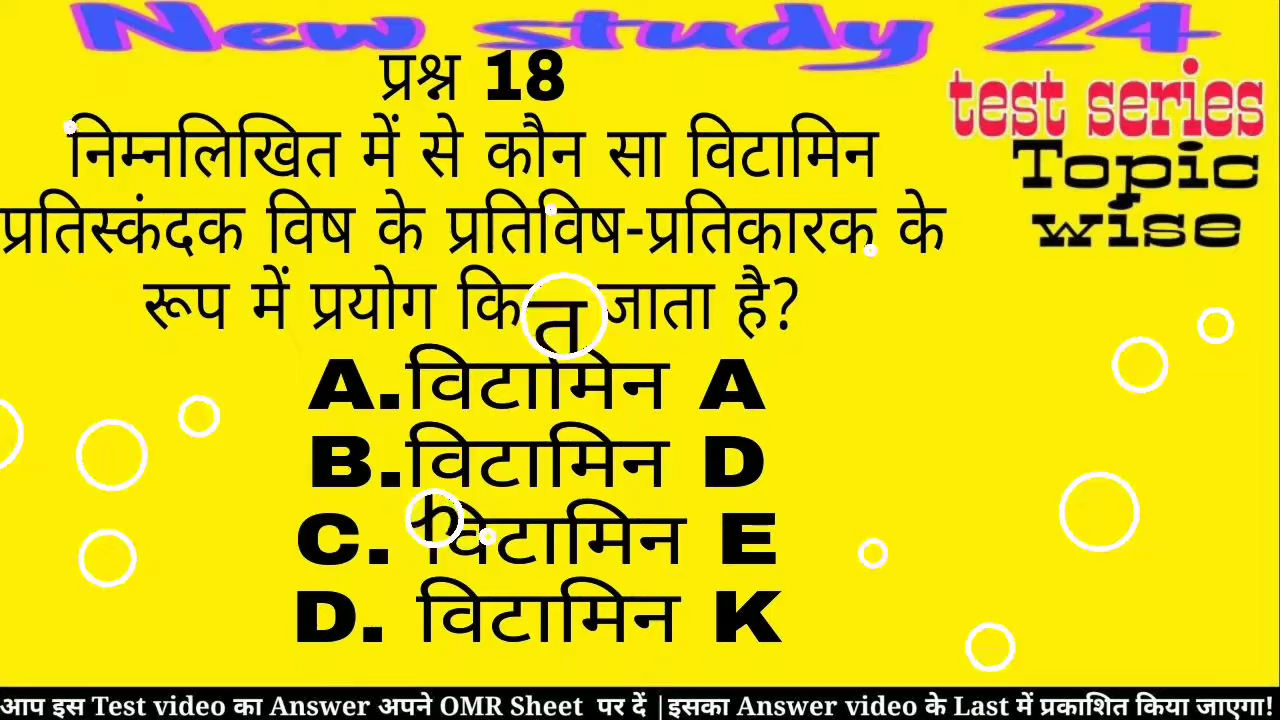 New study 24
test series
Topic
wise
प्रश्न 18
निम्नलिखित में से कौन सा विटामिन
प्रतिस्कंदक विष के प्रतिविष-प्रतिकारक के
रूप में प्रयोग कि जाता है?
A.विटामिन A
B.विटामिन D
C. विटामिन E
D. विटामिन K
आप इस Test video का Answer अपने OMR Sheet पर दें |इसका Answer video के Last में प्रकाशित किया जाएगा!